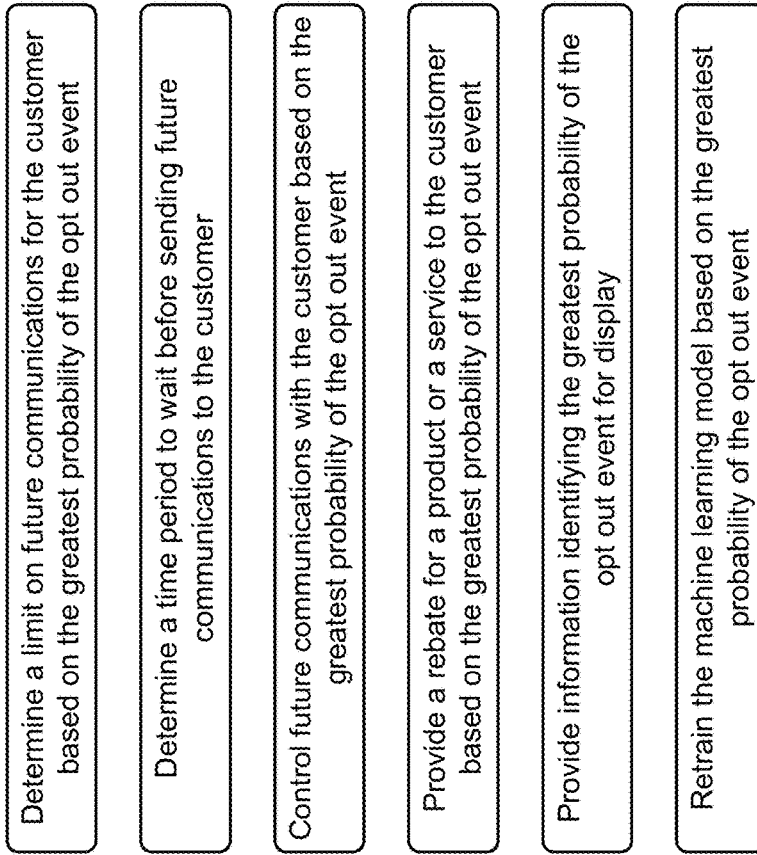 Determine a limit on future communications for the customer
based on the greatest probability of the opt out event
Determine a time period to wait before sending future
communications to the customer
Control future communications with the customer based on the
greatest probability of the opt out event
Provide a rebate for a product or a service to the customer
based on the greatest probability of the opt out event
Provide information identifying the greatest probability of the
opt out event for display
Retrain the machine learning model based on the greatest
probability of the opt out event